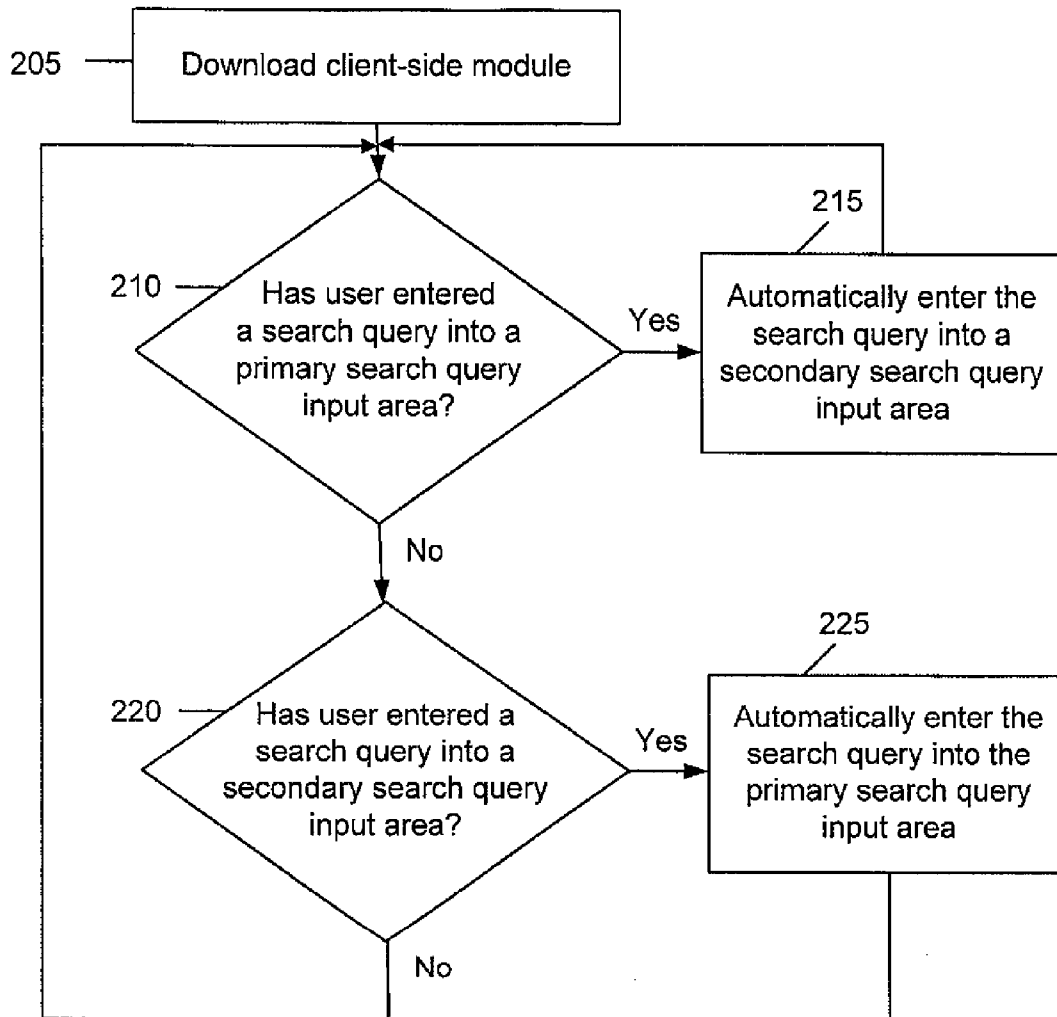 205
Download client-side module
215
210
Has user entered
a search query into a
primary search query
input area?
Yes
Automatically enter the
search query into a
secondary search query
input area
No
225
220
Has user entered a
search query into a
secondary search query
input area?
Yes
Automatically enter the
search query into the
primary search query
input area
No